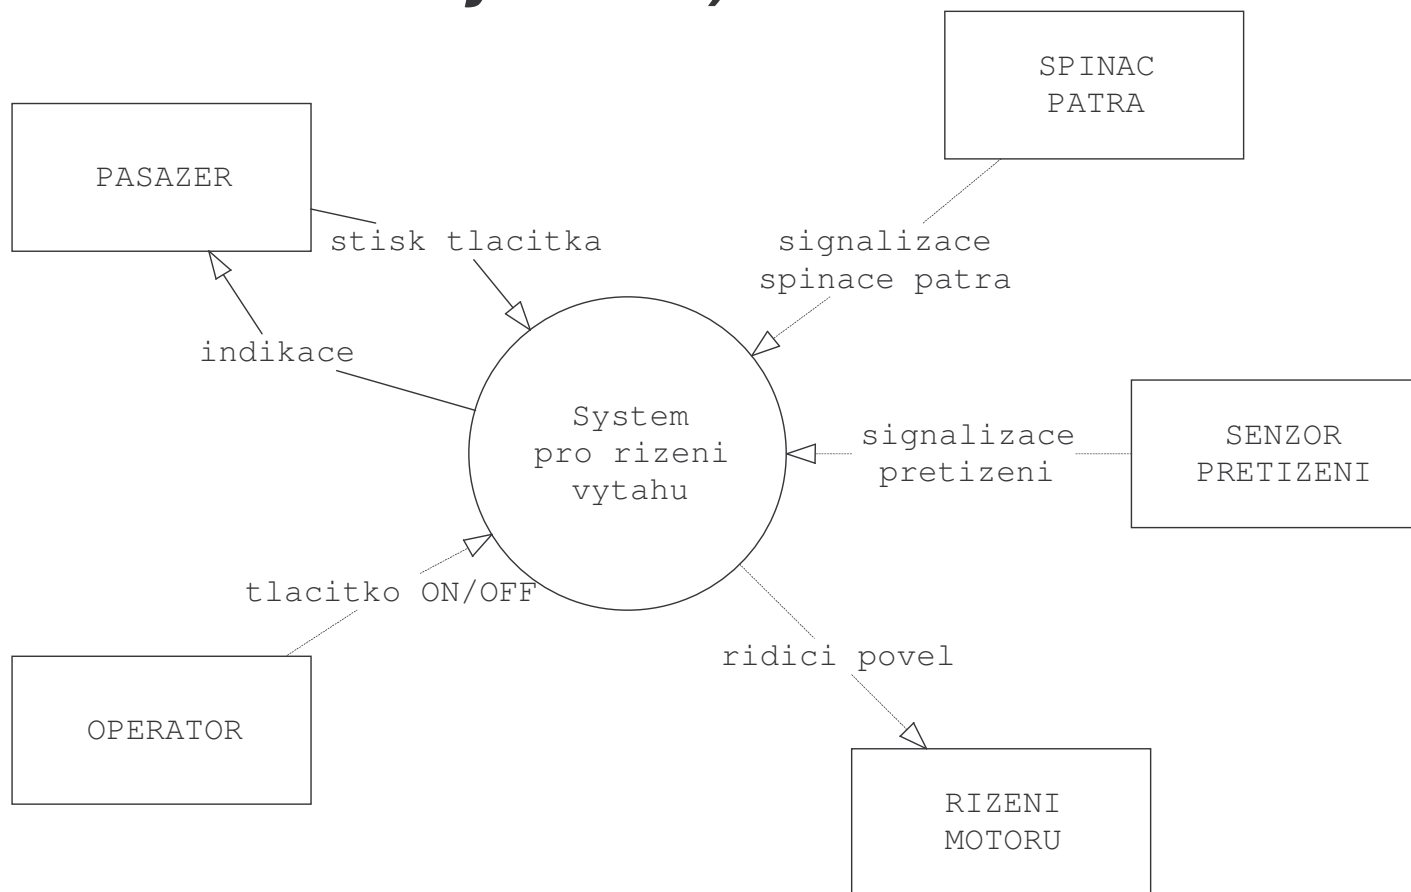 SPINAC
PATRA
PASAZER
stisk tlacitka
signalizace
spinace patra
indikace
System
pro rizeni
vytahu
signalizace
pretizeni
SENZOR
PRETIZENI
tlacitko ON/OFF
ridici povel
OPERATOR
RIZENI
MOTORU